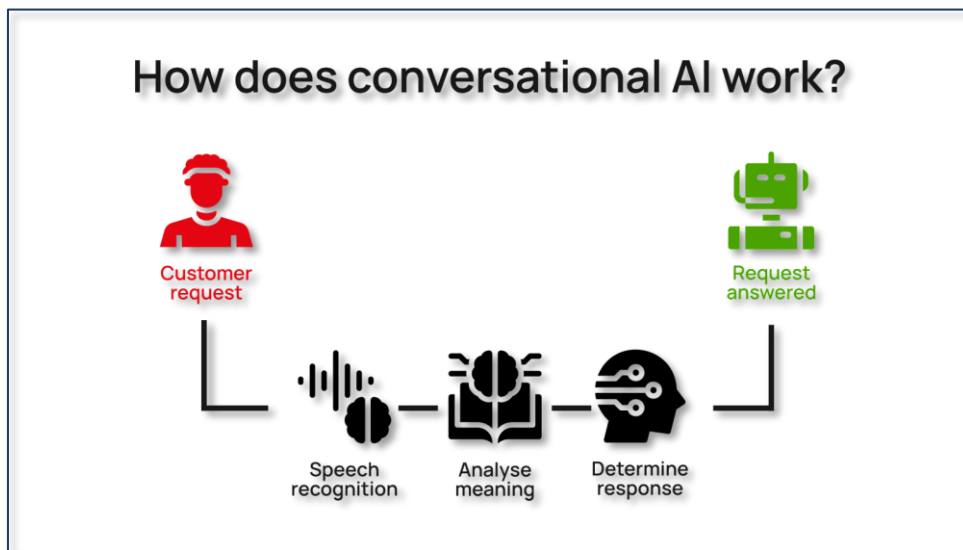 How does conversational AI work?
Customer
request
Request
answered
Speech
recognition
Analyse
meaning
Determine
response